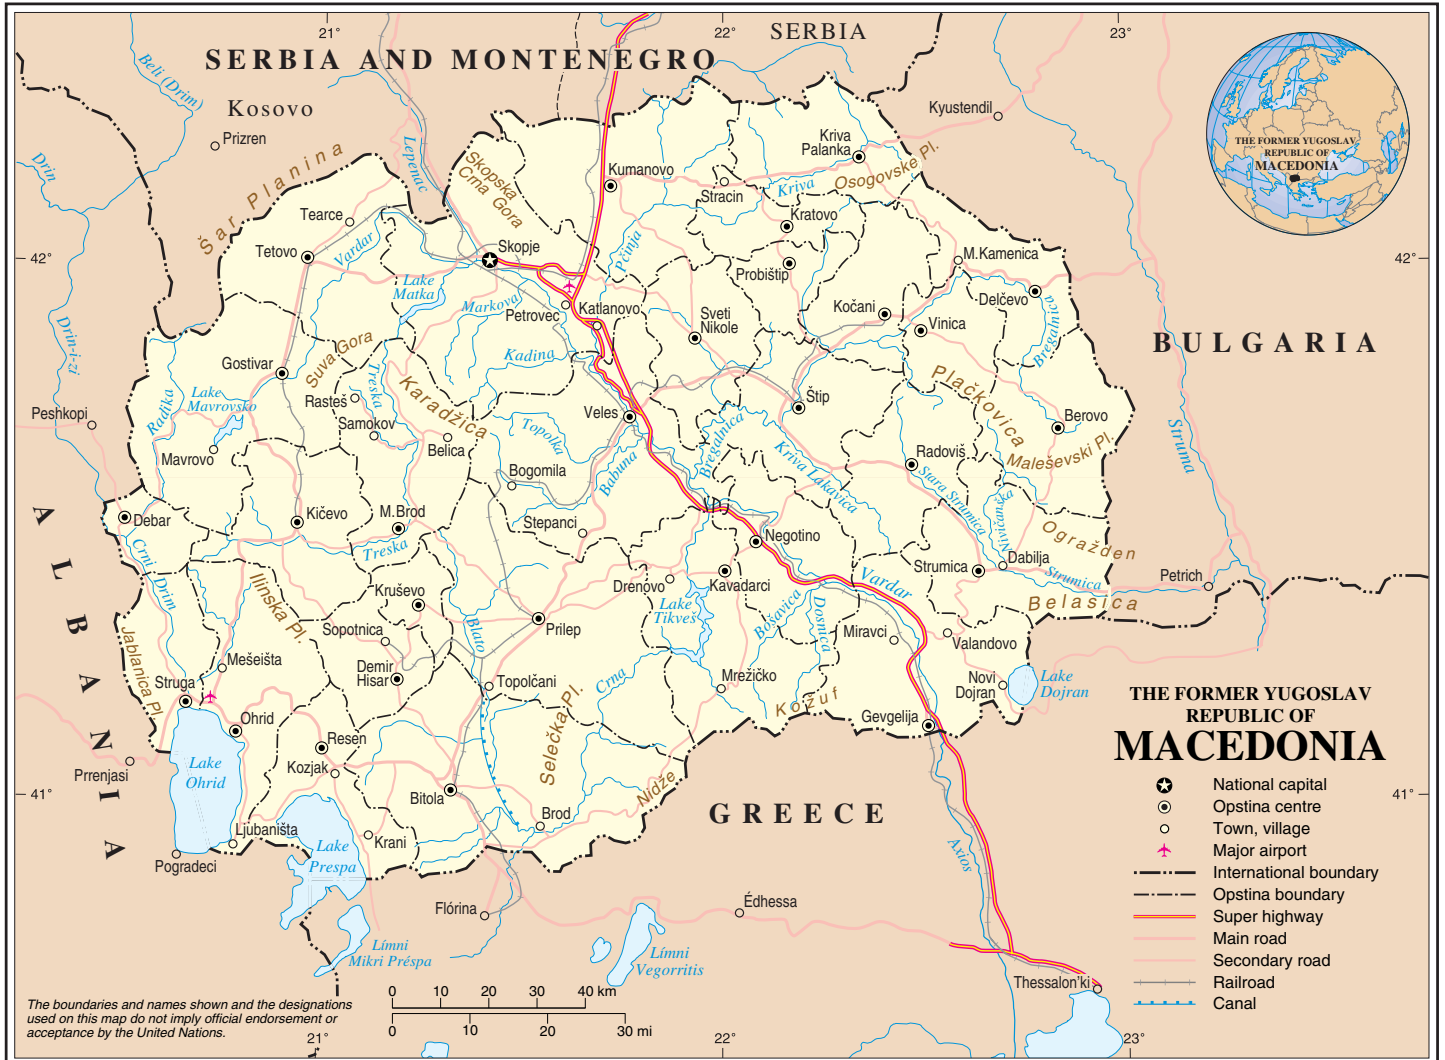 21°
22°
23°
SERBIA AND MONTENEGRO
SERBIA
Kosovo
Beli (Drim)
Prizren
Drin
Lepenac
Kyustendil
THE FORMER YUGOSLAV
REPUBLIC OF
MACEDONIA
Šar Planina
Skopska
Crna Gora
Kumanovo
Kriva
Palanka
Osogovske Pl.
Kriva
Stracin
Kratovo
Tearce
Tetovo
Vardar
Skopje
Pčinja
Probištip
M.Kamenica
42°
42°
Lake
Matka
Markova
Petrovec
Katlanovo
Sveti
Nikole
Kočani
Vinica
Delčevo
Bregalnica
BULGARIA
Drim-i-zi
Gostivar
Suva Gora
Kadina
Treska
Karadžica
Rasteš
Samokov
Belica
Lake
Mavrovsko
Radika
Mavrovo
Peshkopi
Veles
Topolka
Babuna
Bogomila
Bregalnica
Štip
Plačkovica
Berovo
Maleševski Pl.
Struma
Radoviš
Kriva Lakavica
Stara Strumica
Nivičanska
Ogražden
Debar
Kičevo
M.Brod
Treska
Stepanci
Negotino
Dabilja
Strumica
Strumica
Petrich
Belasica
ALBANIA
Crni Drim
Ilinska Pl.
Kruševo
Sopotnica
Blato
Prilep
Drenovo
Kavadarci
Lake
Tikveš
Bošavica
Dosnica
Vardar
Miravci
Valandovo
Jablanica Pl.
Mešeišta
Demir
Hisar
Struga
Topolčani
Crna
Mrežičko
Kožuf
Novi
Dojran
Lake
Dojran
Gevgelija
Ohrid
Resen
Kozjak
Selečka Pl.
Nidže
Prrenjasi
Lake
Ohrid
Bitola
Brod
GREECE
41°
41°
Ljubaništa
Pogradeci
Lake
Prespa
Krani
Axios
Flórina
Édhessa
Límni
Mikri Préspa
Límni
Vegorritis
Thessalon'ki
THE FORMER YUGOSLAV
REPUBLIC OF
MACEDONIA
National capital
Opstina centre
Town, village
Major airport
International boundary
Opstina boundary
Super highway
Main road
Secondary road
Railroad
Canal
The boundaries and names shown and the designations
used on this map do not imply official endorsement or
acceptance by the United Nations.
0 10 20 30 40 km
0 10 20 30 mi
21°
22°
23°